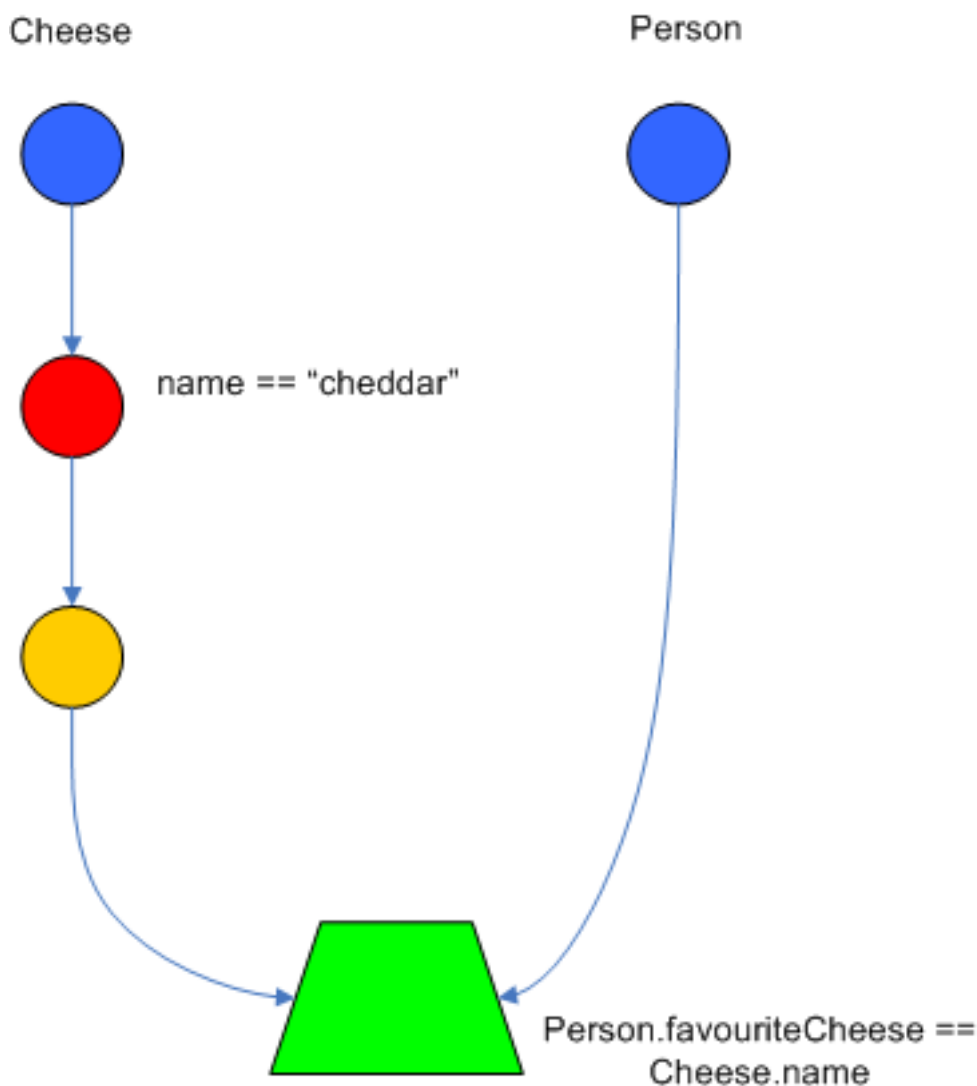 Cheese
Person
name == “cheddar”
Person.favouriteCheese ==
Cheese.name